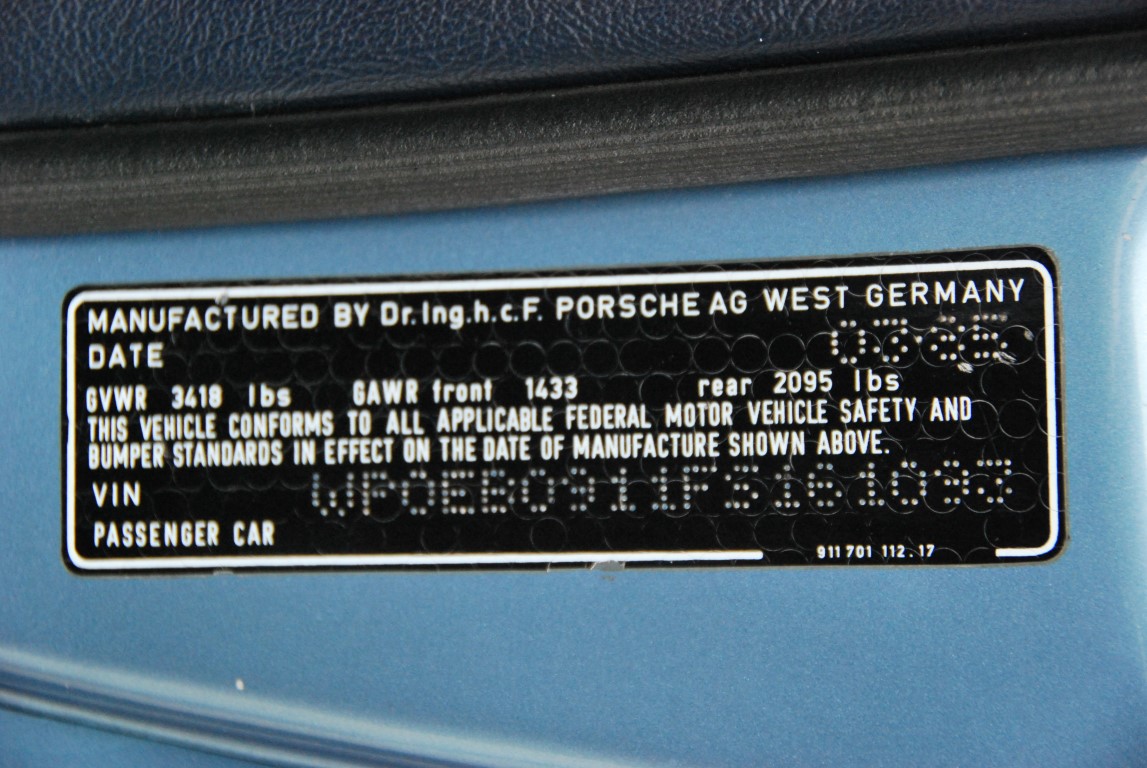 MANUFACTURED BY Dr.Ing.h.c.F. PORSCHE AG WEST GERMANY
DATE
GVWR 3418 lbs GAWR front 1433 rear 2095 lbs
THIS VEHICLE CONFORMS TO ALL APPLICABLE FEDERAL MOTOR VEHICLE SAFETY AND
BUMPER STANDARDS IN EFFECT ON THE DATE OF MANUFACTURE SHOWN ABOVE.
VIN
PASSENGER CAR
911 701 112.17